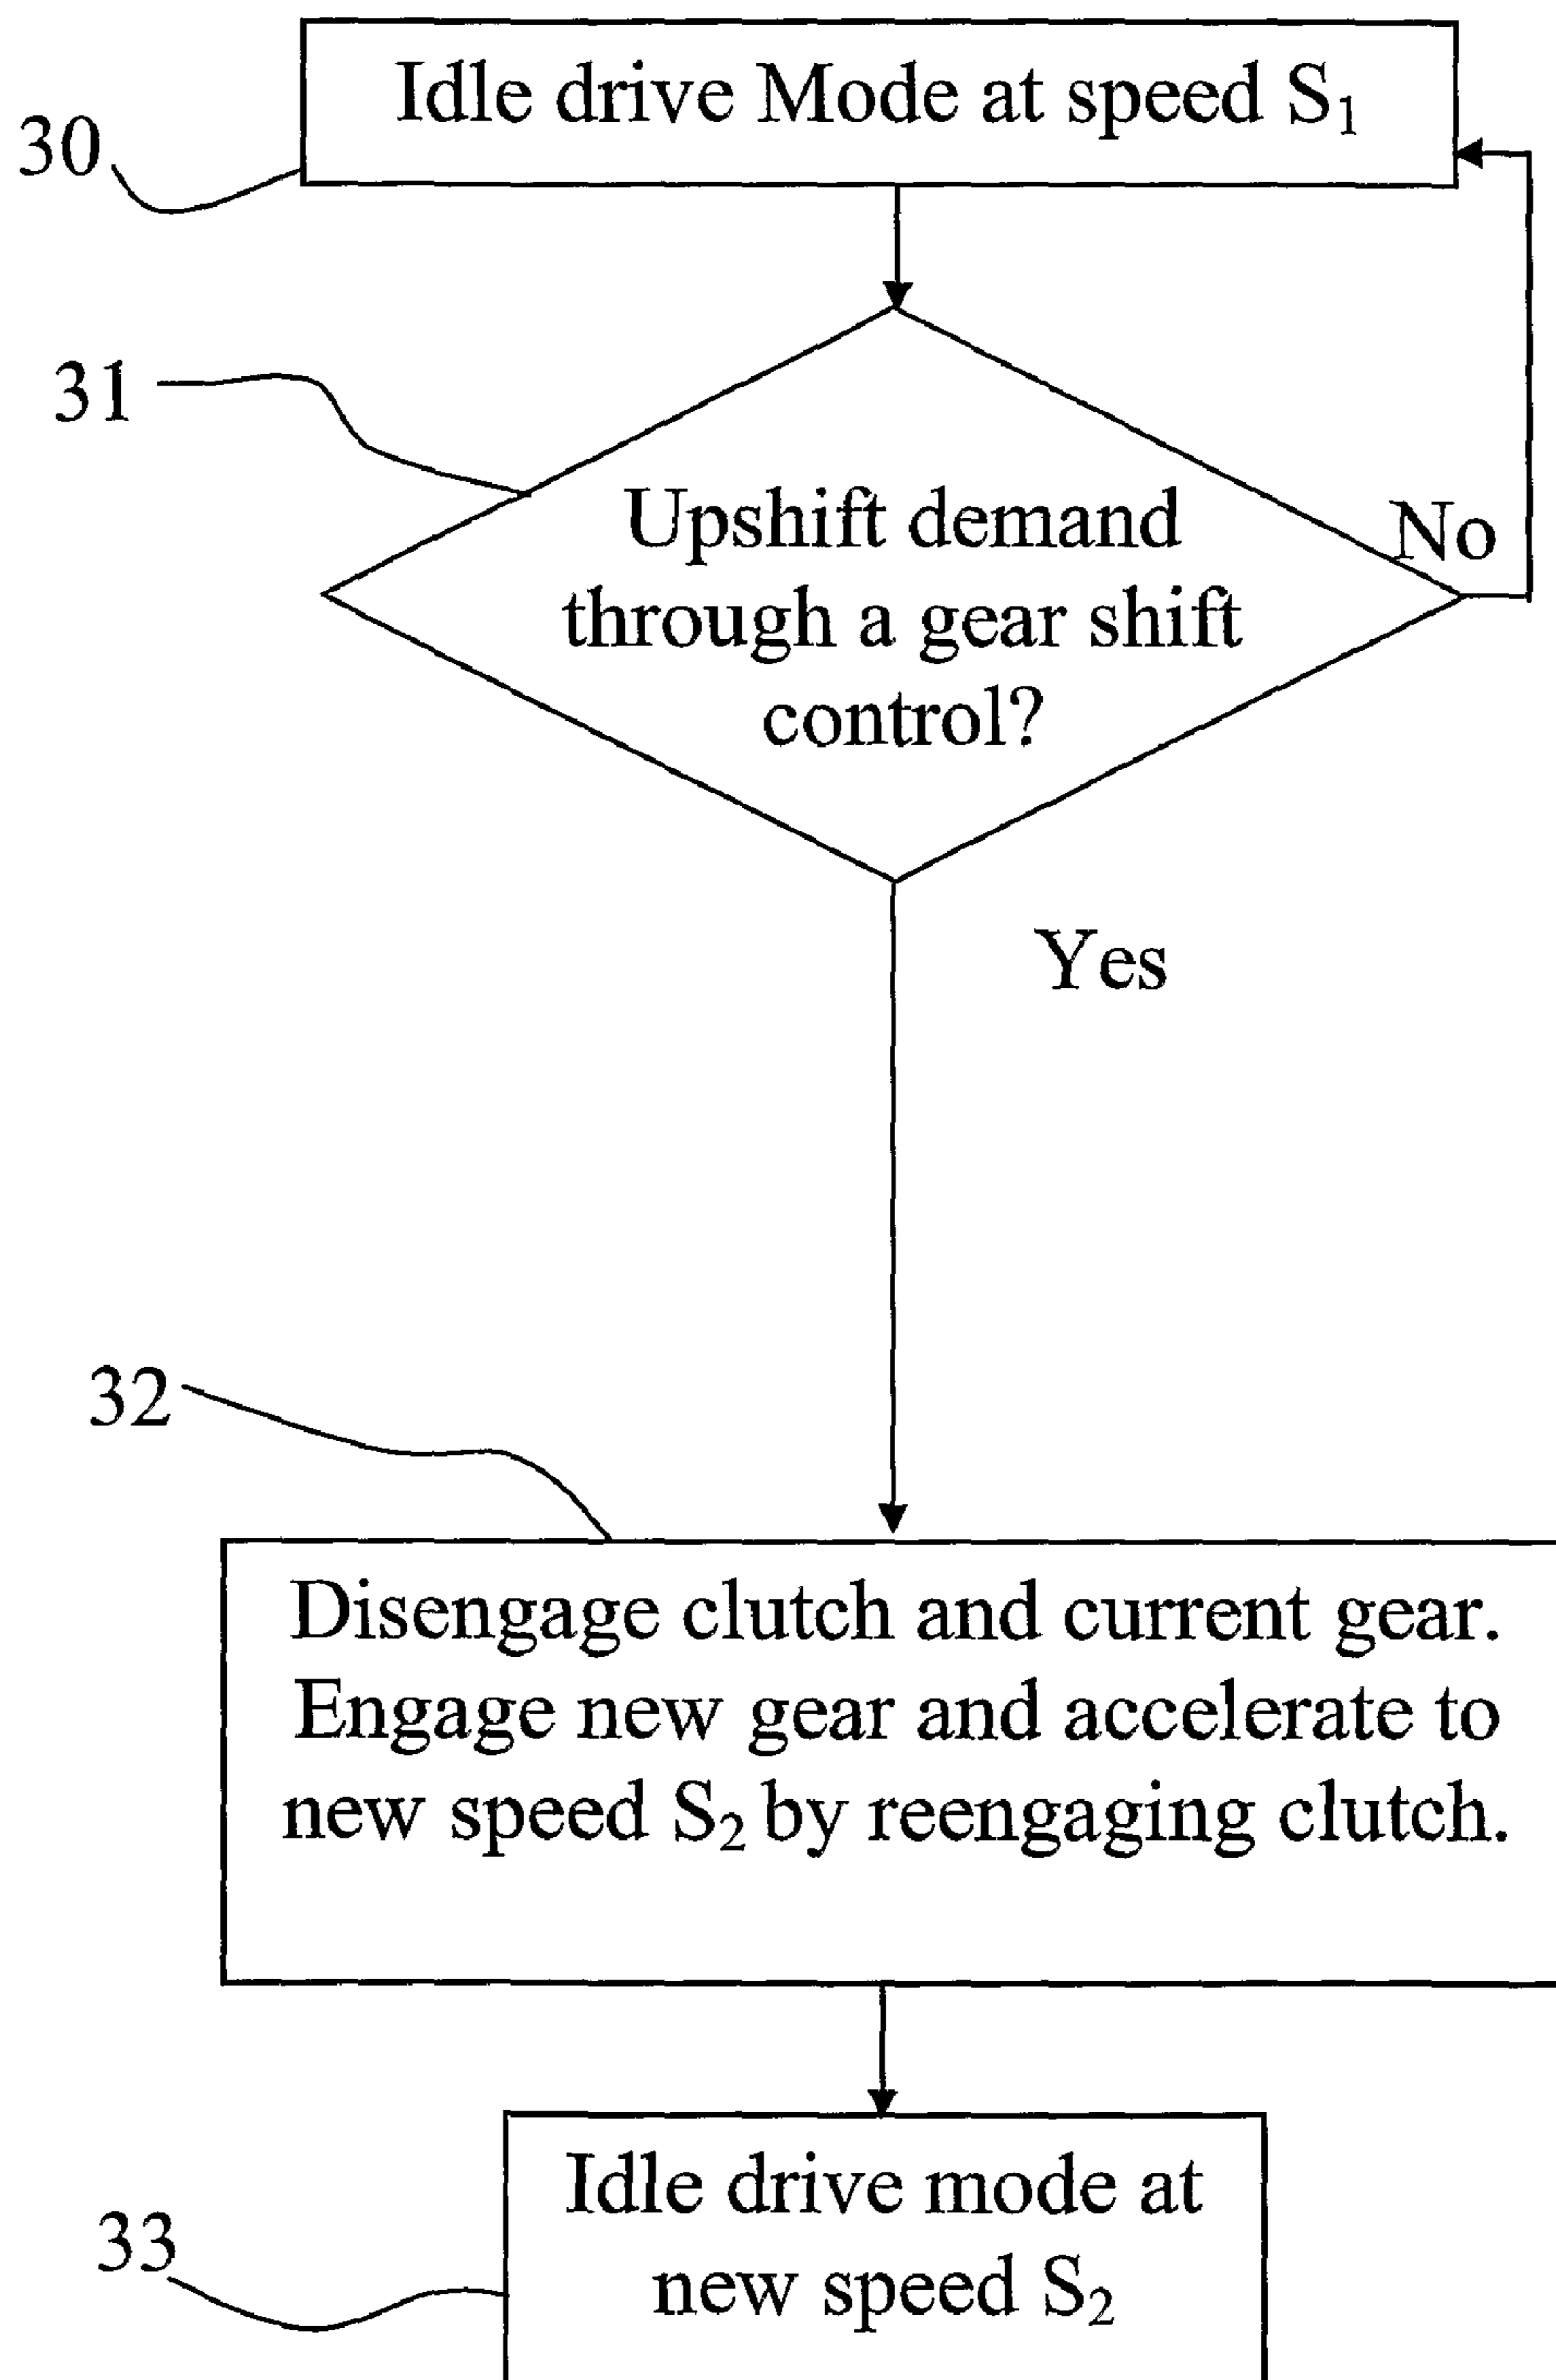 Idle drive Mode at speed S₁
30
31
Upshift demand
through a gear shift
control?
No
Yes
32
Disengage clutch and current gear.
Engage new gear and accelerate to
new speed S₂ by reengaging clutch.
Idle drive mode at
new speed S₂
33